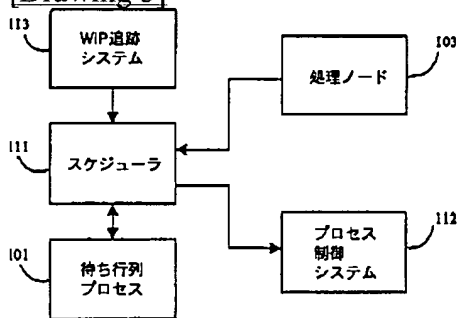 113
WIP追跡
システム
処理ノード
103
111
スケジューラ
101
待ち行列
プロセス
プロセス
制御
システム
112